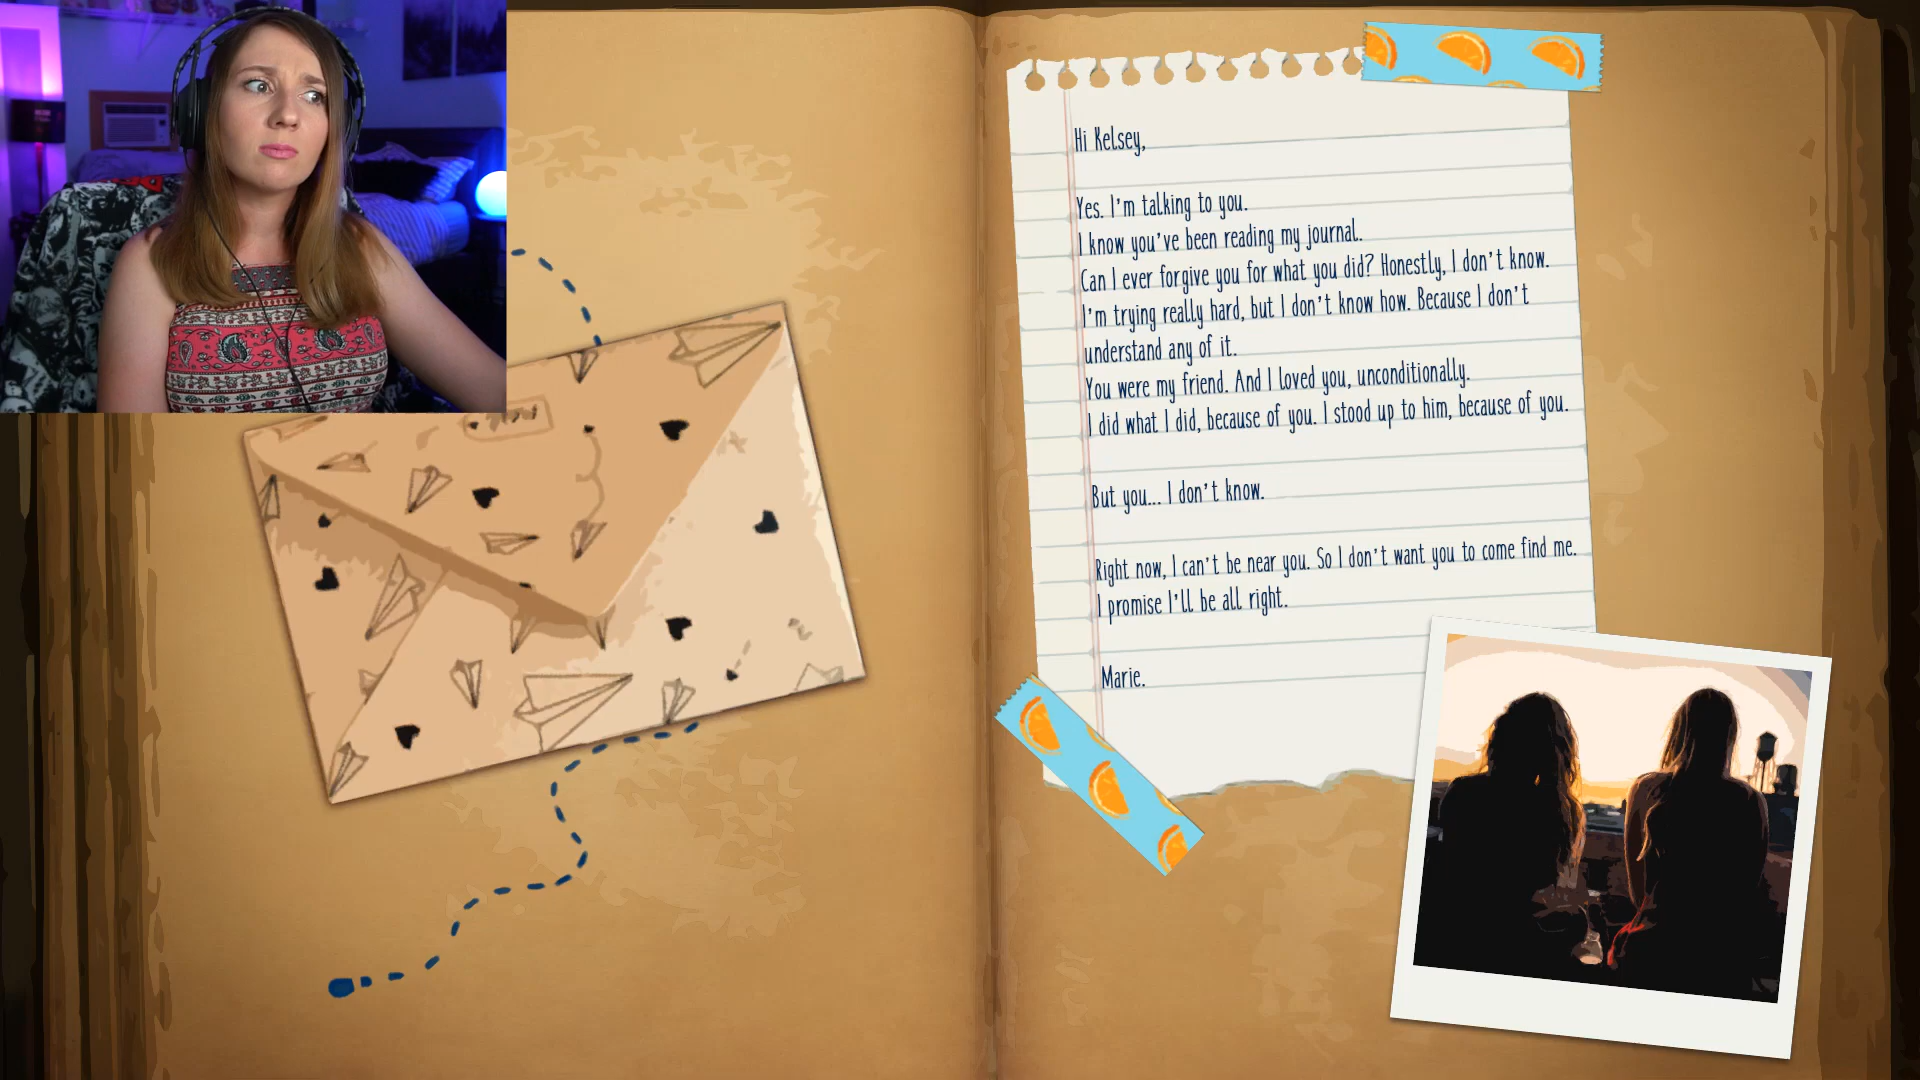 Hi Kelsey,
Yes. I'm talking to you.
I know you've been reading my journal.
Can I ever forgive you for what you did? Honestly, I don't know.
I'm trying really hard, but I don't know how. Because I don't
understand any of it.
You were my friend. And I loved you, unconditionally.
I did what I did, because of you. I stood up to him, because of you.
But you... I don't know.
Right now, I can't be near you. So I don't want you to come find me.
I promise I'll be all right.
Marie.